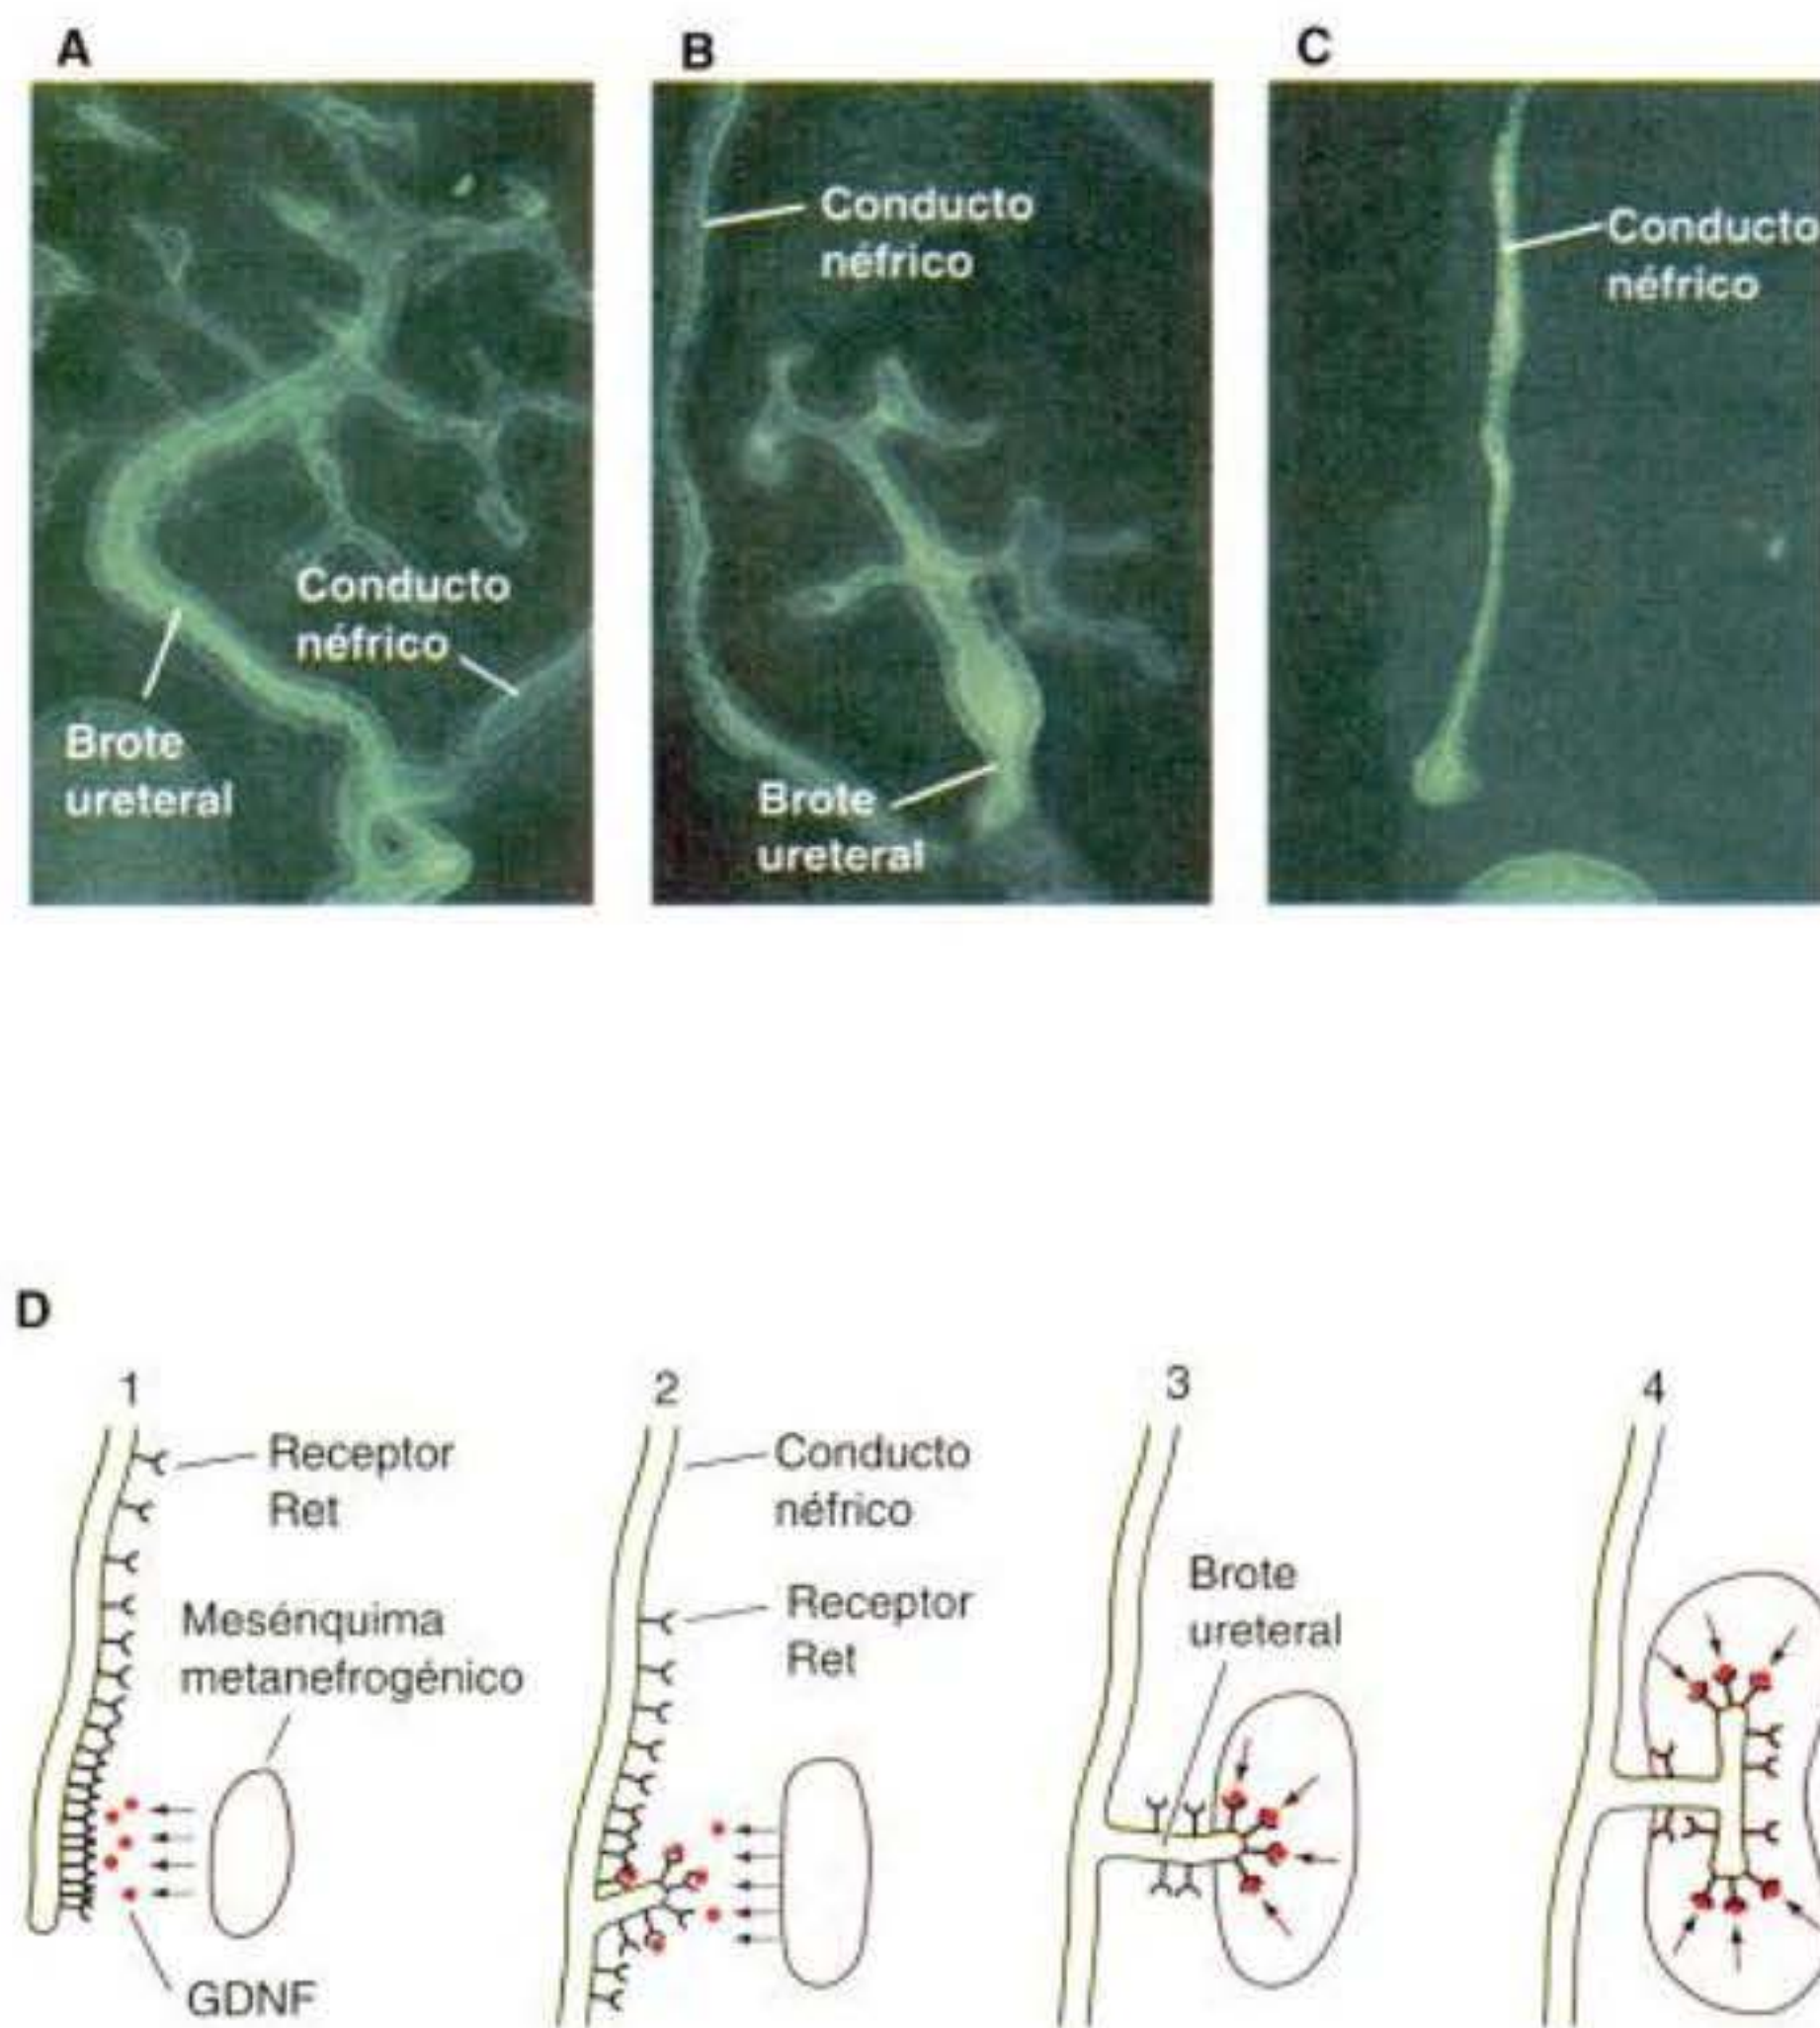 A
B
C
Conducto
néfrico
Brote
ureteral
Conducto
néfrico
Brote
ureteral
Conducto
néfrico
D
1
2
3
4
Receptor
Ret
Mesénquima
metanefrogénico
GDNF
Conducto
néfrico
Receptor
Ret
Brote
ureteral